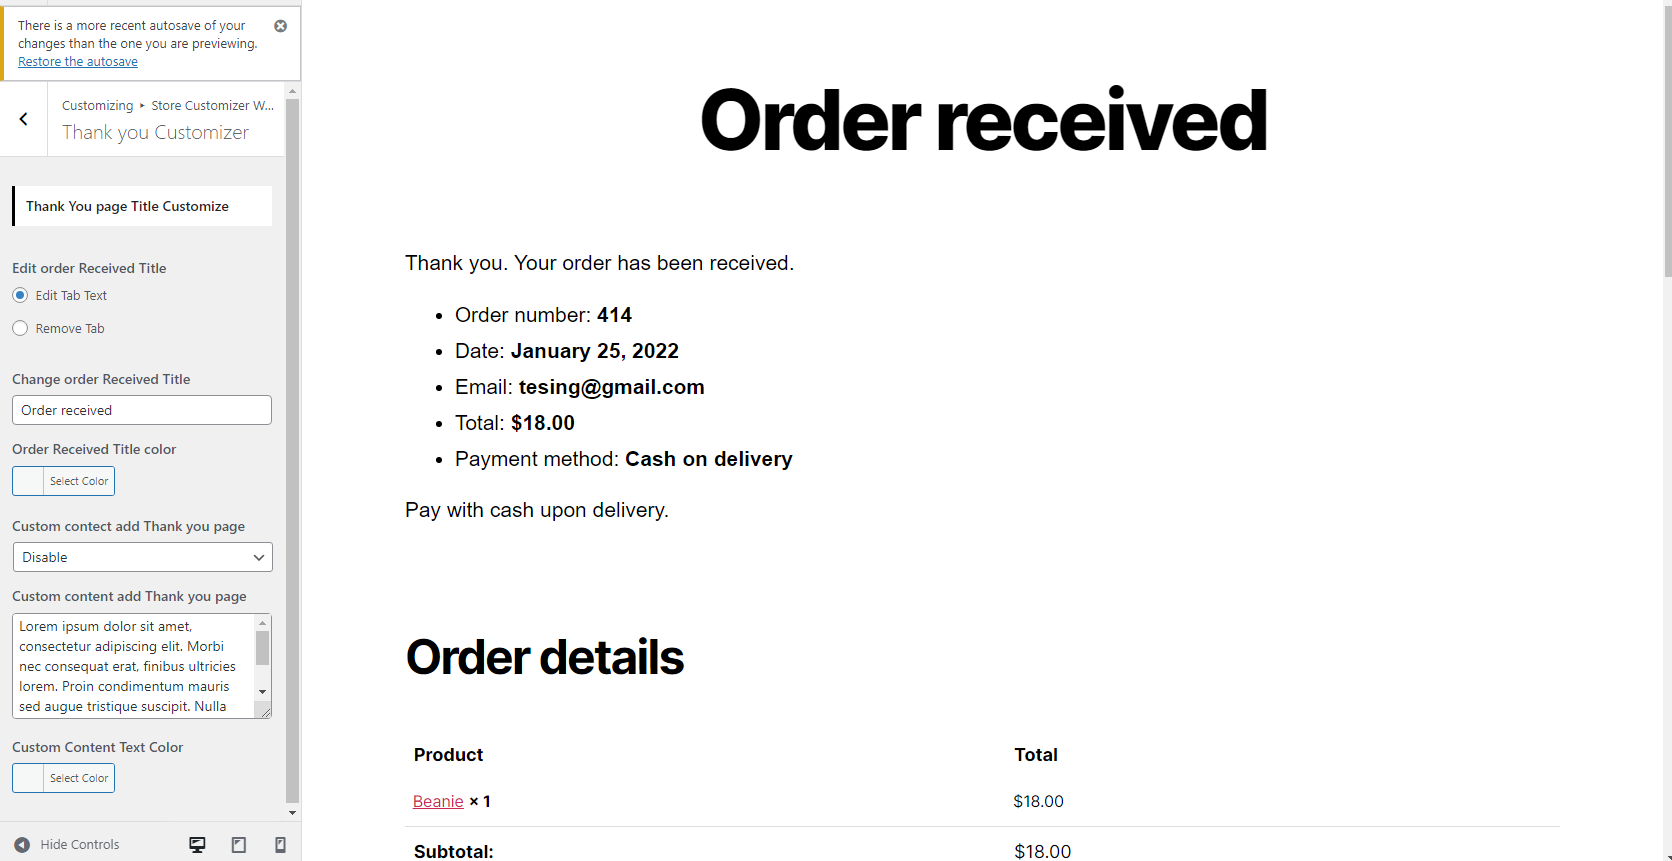 There is a more recent autosave of your
changes than the one you are previewing.
Restore the autosave
Customizing ▸ Store Customizer W...
Thank you Customizer
Thank You page Title Customize
Edit order Received Title
Edit Tab Text
Remove Tab
Change order Received Title
Order received
Order Received Title color
Select Color
Custom contect add Thank you page
Disable
Custom content add Thank you page
Lorem ipsum dolor sit amet,
consectetur adipiscing elit. Morbi
nec consequat erat, finibus ultricies
lorem. Proin condimentum mauris
sed augue tristique suscipit. Nulla
Custom Content Text Color
Select Color
Hide Controls
Order received
Thank you. Your order has been received.
• Order number: 414
• Date: January 25, 2022
• Email: tesing@gmail.com
• Total: $18.00
• Payment method: Cash on delivery
Pay with cash upon delivery.
Order details
Product Total
Beanie × 1 $18.00
Subtotal: $18.00